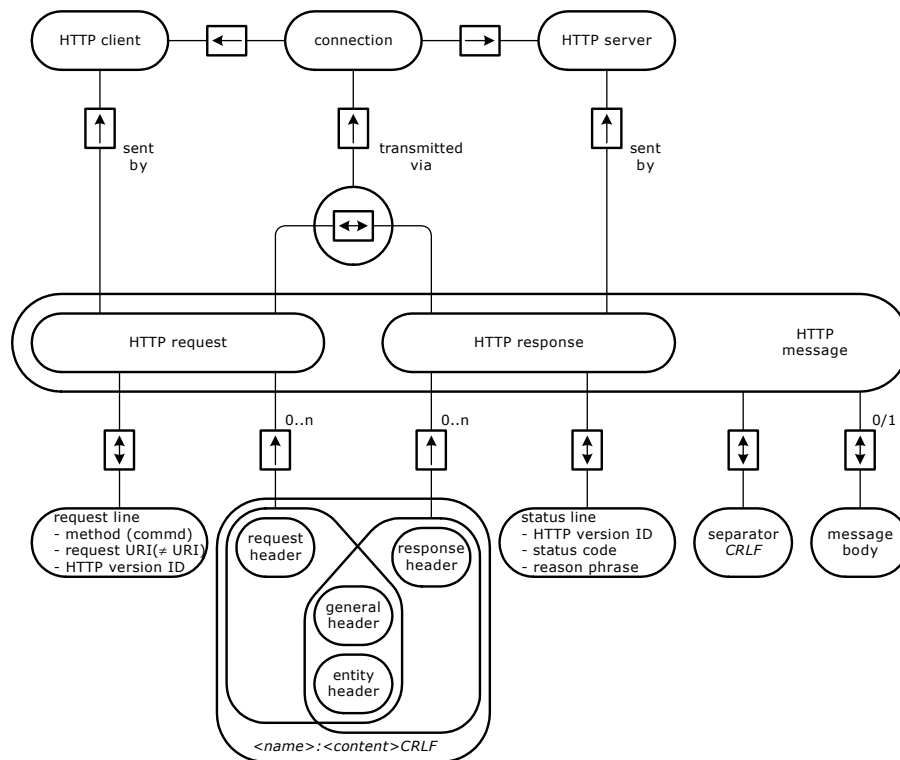 HTTP client
connection
HTTP server
sent
by
transmitted
via
sent
by
HTTP request
HTTP response
HTTP
message
0..n
0..n
0/1
request line
- method (commd)
- request URI(≠ URI)
- HTTP version ID
request
header
response
header
status line
- HTTP version ID
- status code
- reason phrase
separator
CRLF
message
body
general
header
entity
header
<name>:<content>CRLF